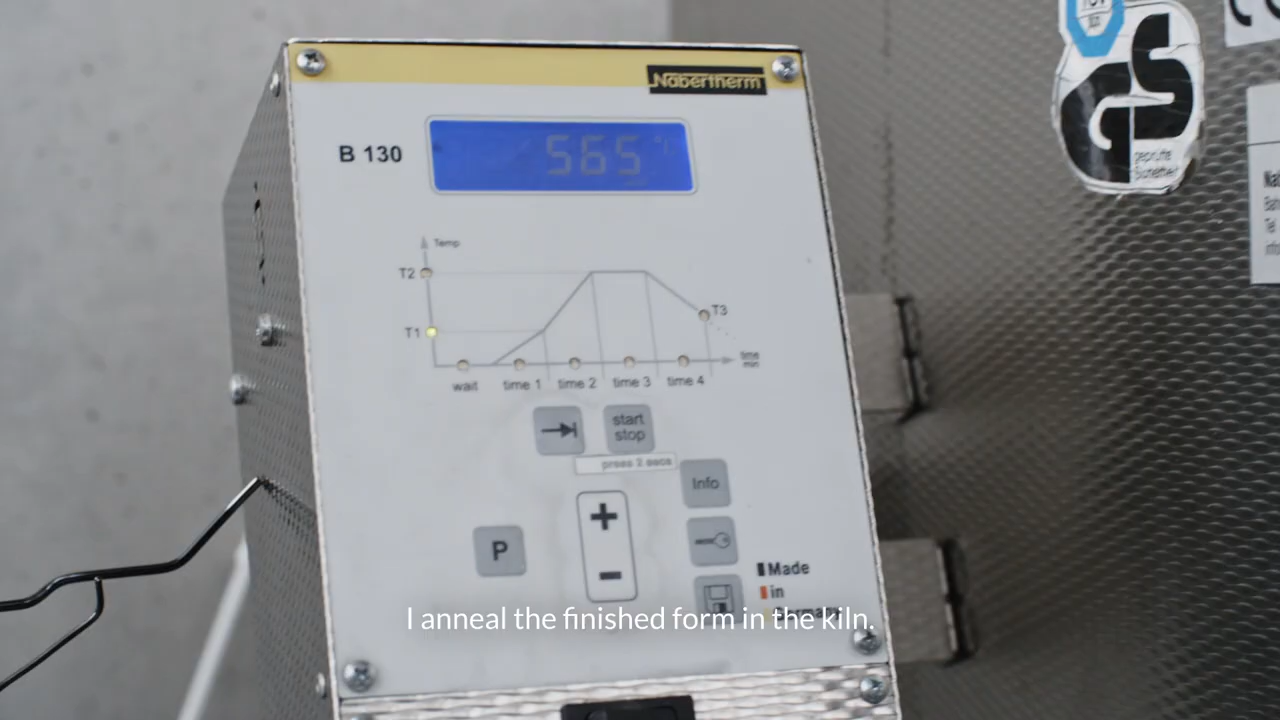 Nabertherm
B 130
565 °C
Temp
T2
T3
T1
time
min
wait
time 1
time 2
time 3
time 4
start
stop
press 2 secs
Info
P
+
-
Made
in
Germany
I anneal the finished form in the kiln.
geprüfte
Sicherheit